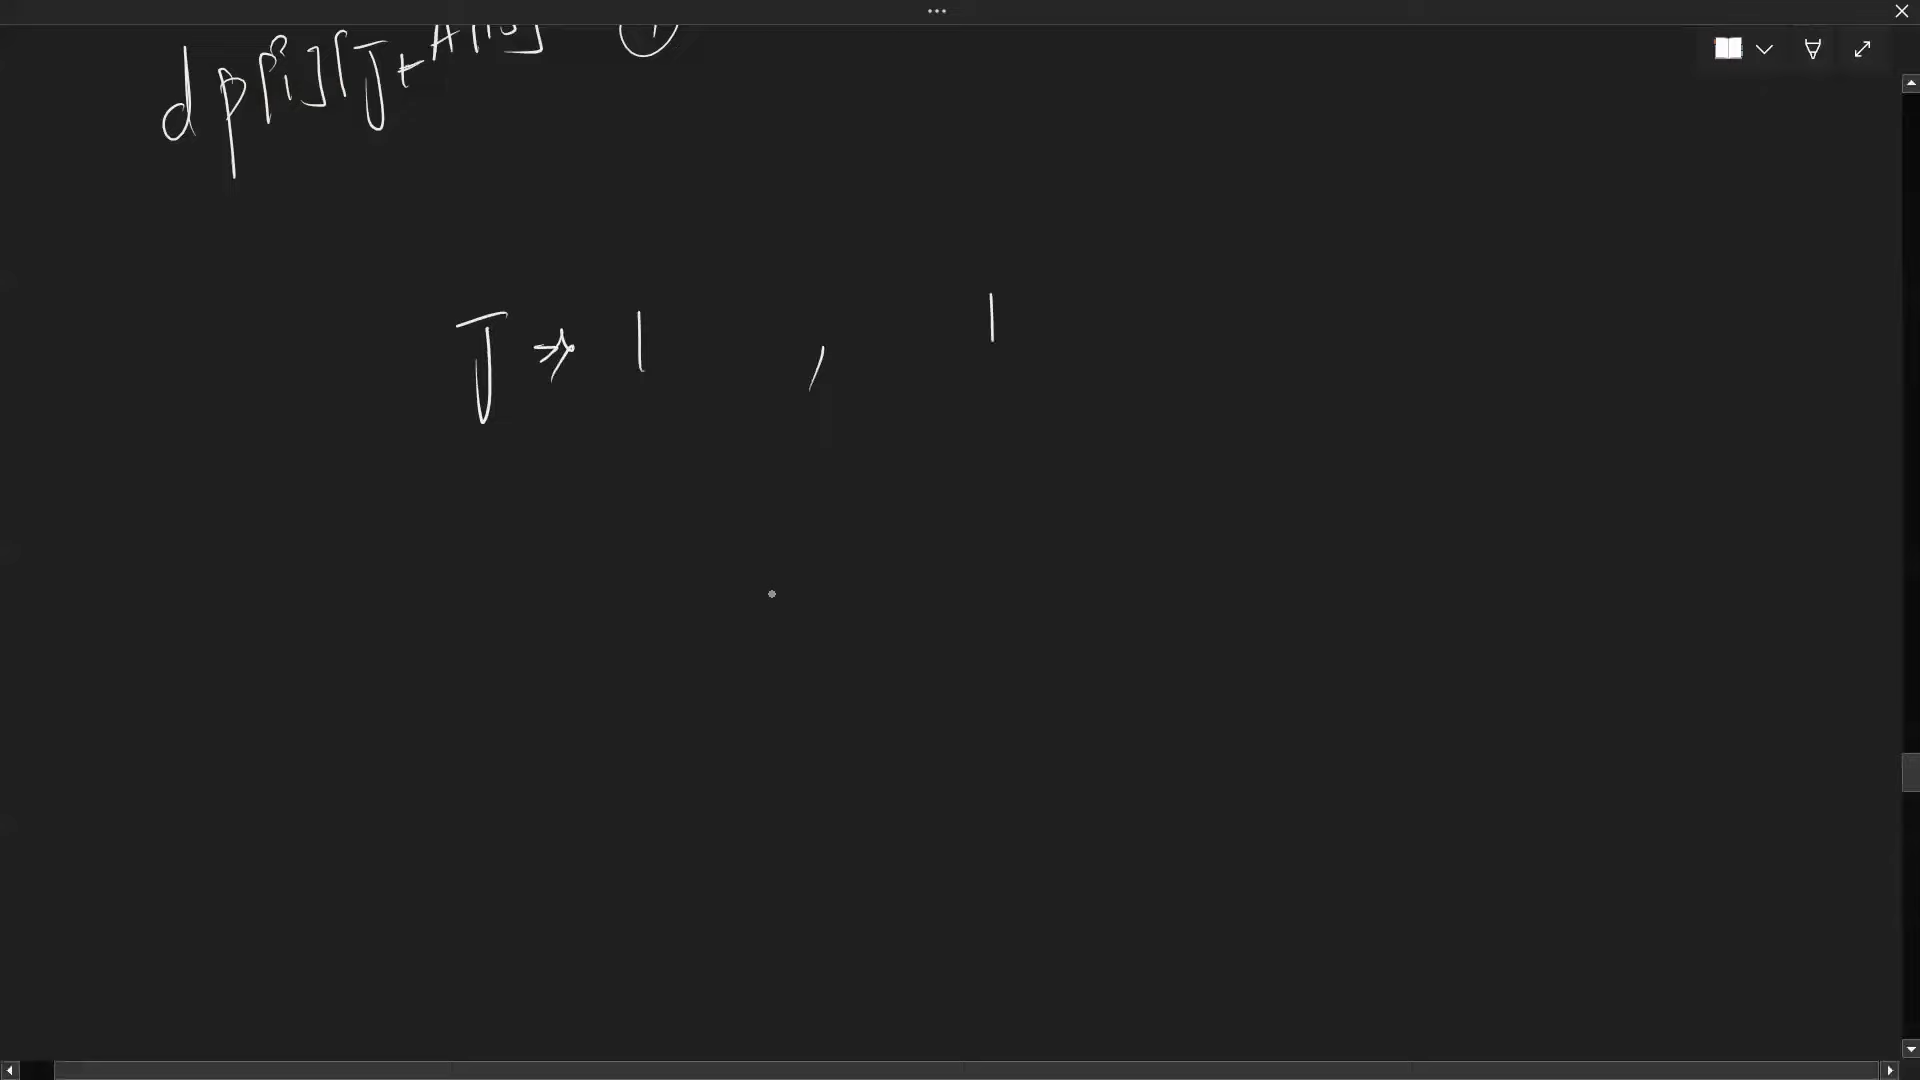 dp[i][J+A[i]]
J => 1 , 1